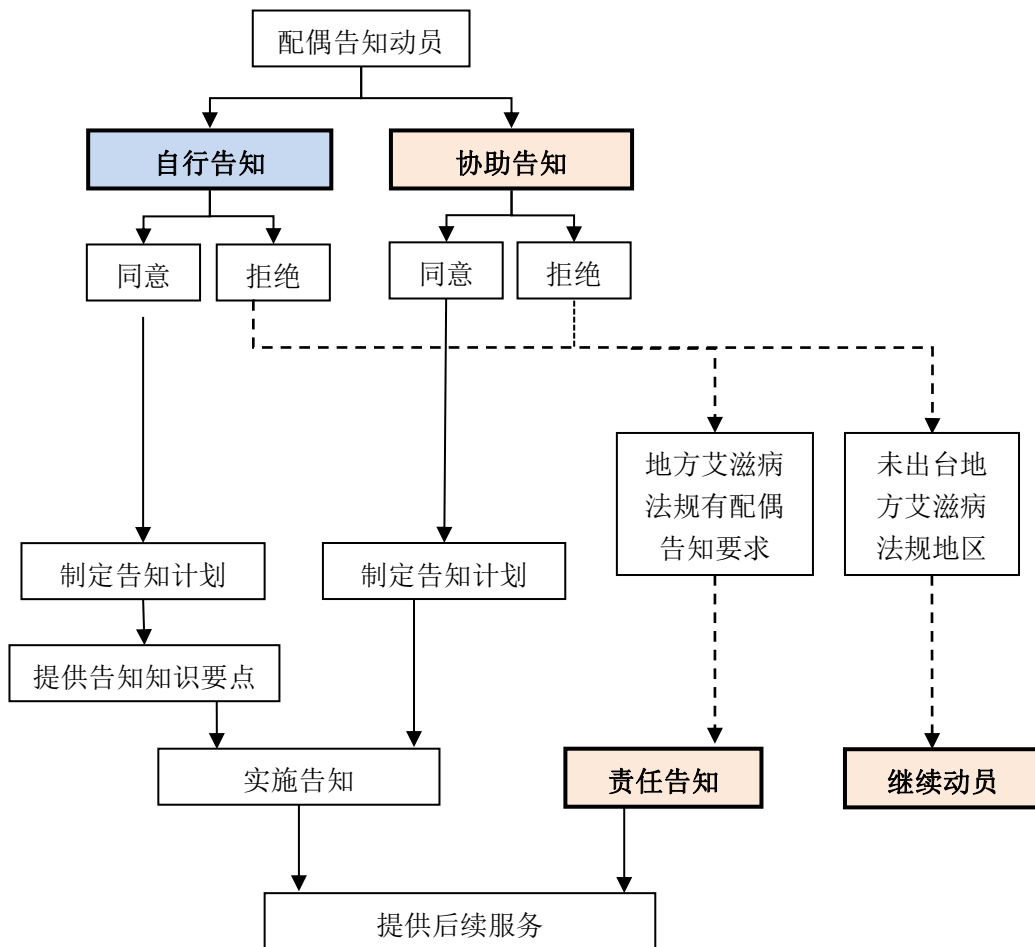 配偶告知动员
自行告知
协助告知
同意
拒绝
同意
拒绝
地方艾滋病
法规有配偶
告知要求
未出台地
方艾滋病
法规地区
制定告知计划
制定告知计划
提供告知知识要点
实施告知
责任告知
继续动员
提供后续服务